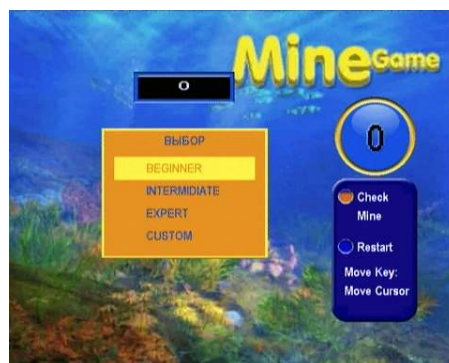 Mine Game
0
0
ВЫБОР
BEGINNER
INTERMIDIATE
EXPERT
CUSTOM
Check
Mine
Restart
Move Key:
Move Cursor